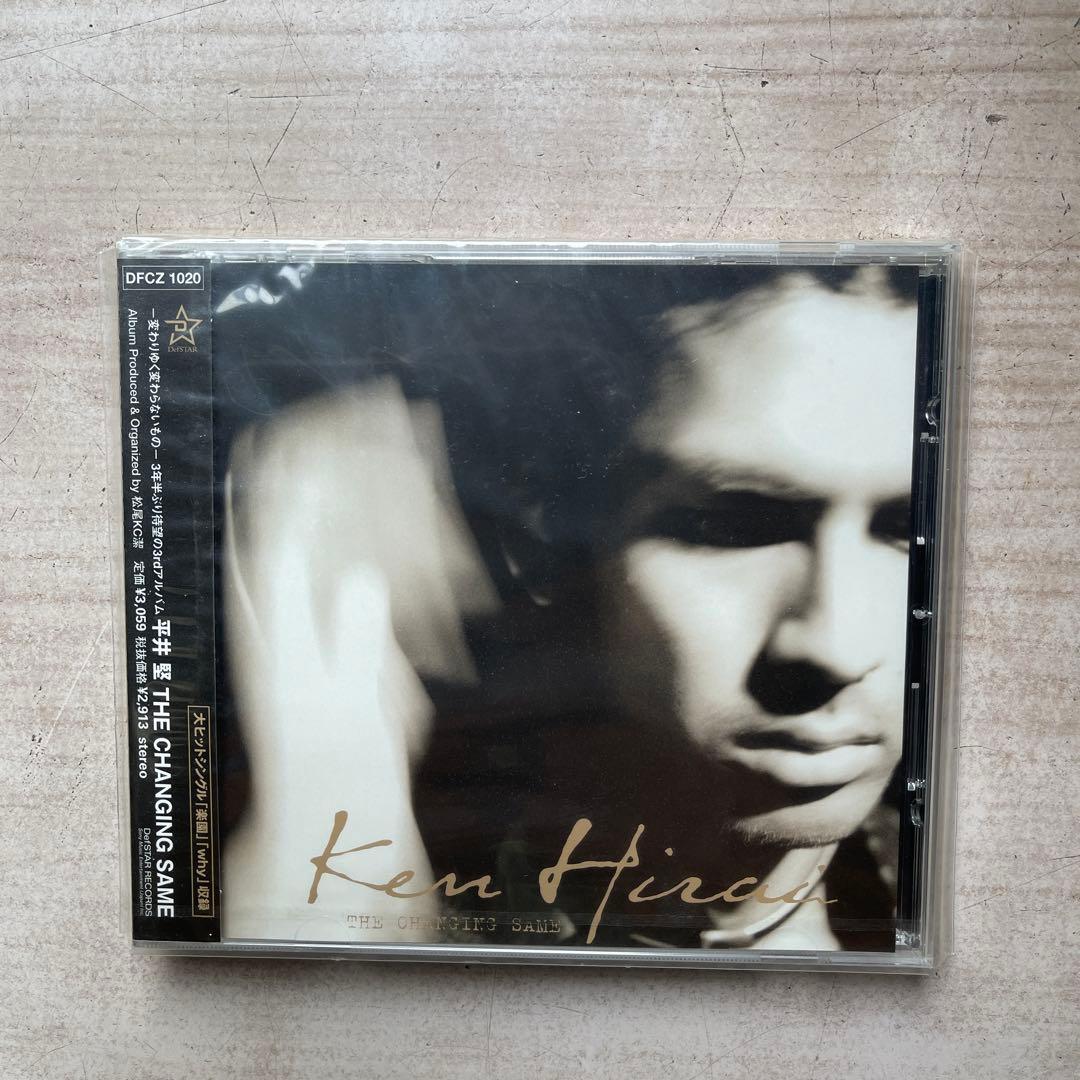 DFCZ 1020
DefSTAR
－変わりゆく変わらないもの－ 3年半ぶり待望の3rdアルバム 平井 堅 THE CHANGING SAME
Album Produced & Organized by 松尾KC潔 定価¥3,059 税抜価格¥2,913 stereo
大ヒットシングル「楽園」「why」収録
DefSTAR RECORDS
Ken Hirai
THE CHANGING SAME